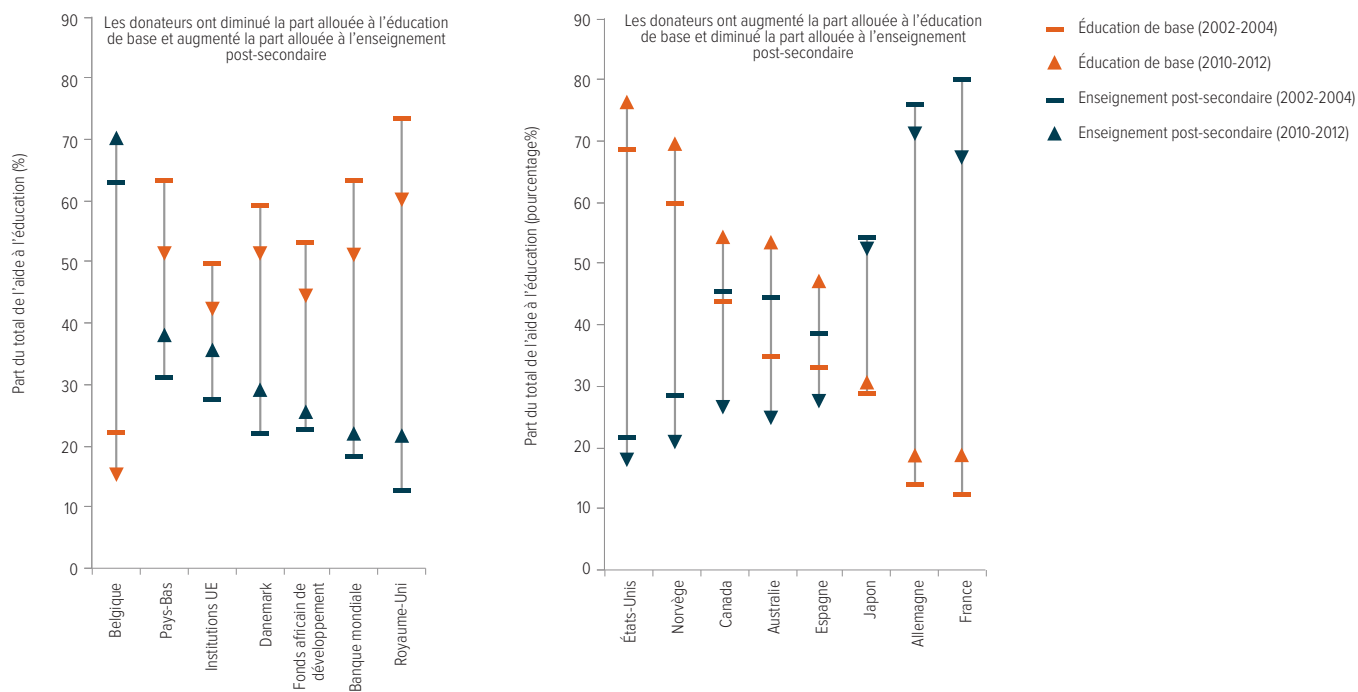 Les donateurs ont diminué la part allouée à l'éducation
de base et augmenté la part allouée à l'enseignement
post-secondaire
Part du total de l'aide à l'éducation (%)
90
80
70
60
50
40
30
20
10
0
Belgique
Pays-Bas
Institutions UE
Danemark
Fonds africain de
développement
Banque mondiale
Royaume-Uni
Les donateurs ont augmenté la part allouée à l'éducation
de base et diminué la part allouée à l'enseignement
post-secondaire
Part du total de l'aide à l'éducation (pourcentage%)
90
80
70
60
50
40
30
20
10
0
États-Unis
Norvège
Canada
Australie
Espagne
Japon
Allemagne
France
Éducation de base (2002-2004)
Éducation de base (2010-2012)
Enseignement post-secondaire (2002-2004)
Enseignement post-secondaire (2010-2012)